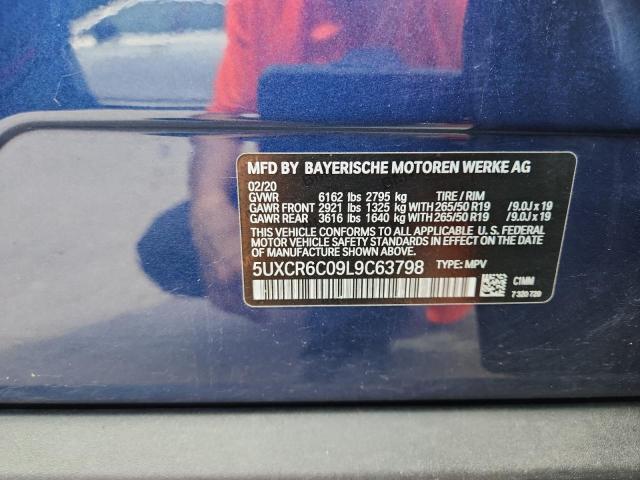 MFD BY BAYERISCHE MOTOREN WERKE AG
02/20
GVWR 6162 lbs 2795 kg TIRE / RIM
GAWR FRONT 2921 lbs 1325 kg WITH 265/50 R19 /9.0J x 19
GAWR REAR 3616 lbs 1640 kg WITH 265/50 R19 /9.0J x 19
THIS VEHICLE CONFORMS TO ALL APPLICABLE U. S. FEDERAL
MOTOR VEHICLE SAFETY STANDARDS IN EFFECT ON THE
DATE OF MANUFACTURE SHOWN ABOVE.
5UXCR6C09L9C63798 TYPE: MPV
C1MM
7 320 720